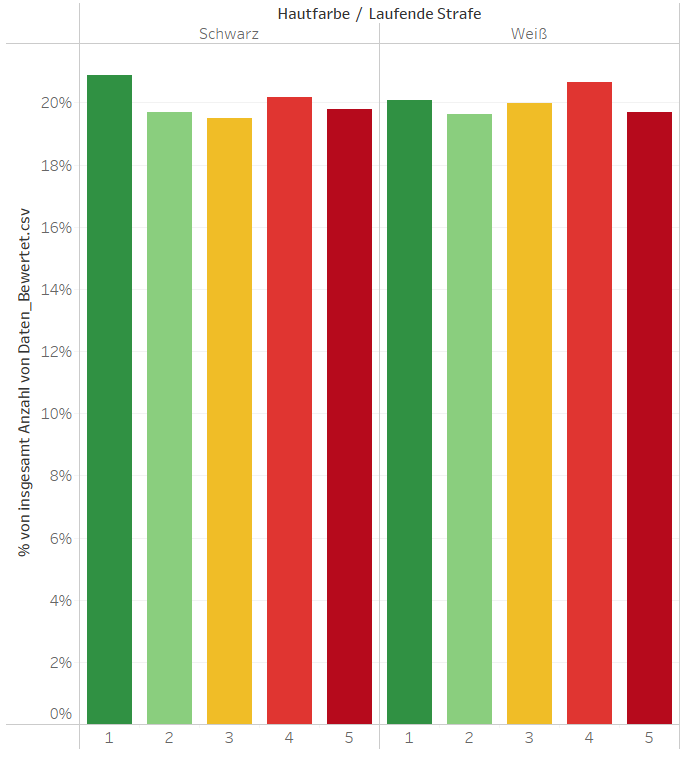 Hautfarbe / Laufende Strafe
Schwarz Weiß
% von insgesamt Anzahl von Daten_Bewertet.csv
20%
18%
16%
14%
12%
10%
8%
6%
4%
2%
0%
1 2 3 4 5 1 2 3 4 5